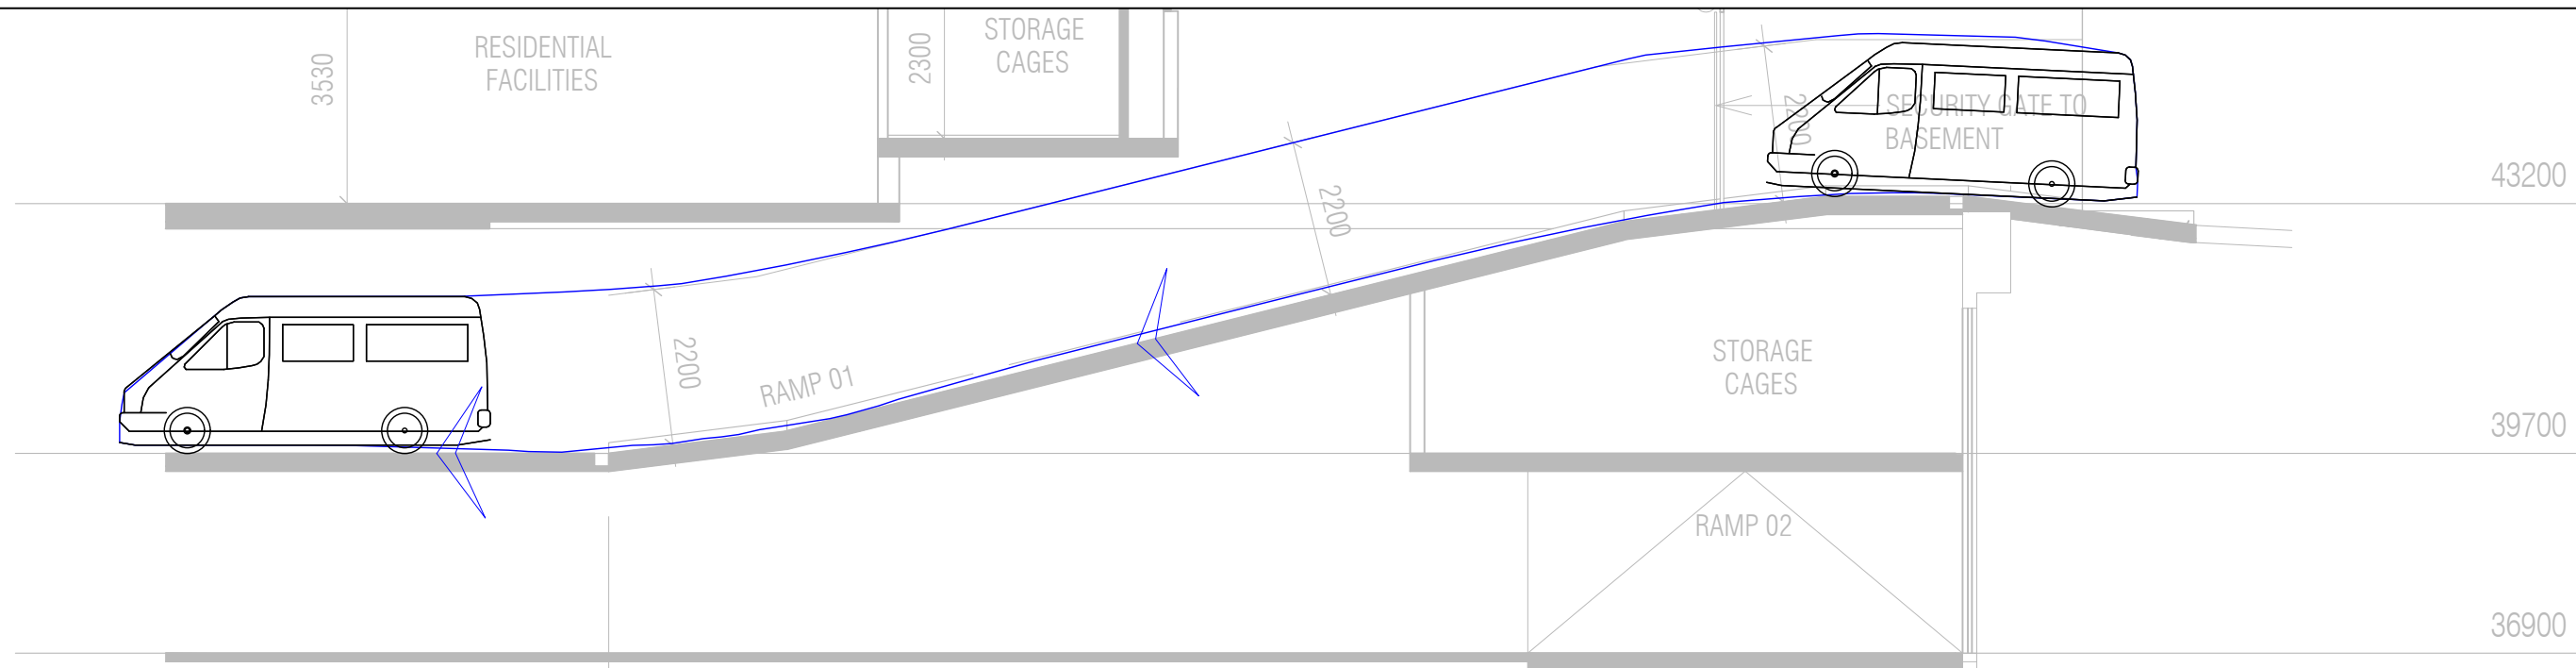 3530
RESIDENTIAL
FACILITIES
2300
STORAGE
CAGES
2200
SECURITY GATE TO
BASEMENT
43200
2200
2200
RAMP 01
STORAGE
CAGES
39700
RAMP 02
36900